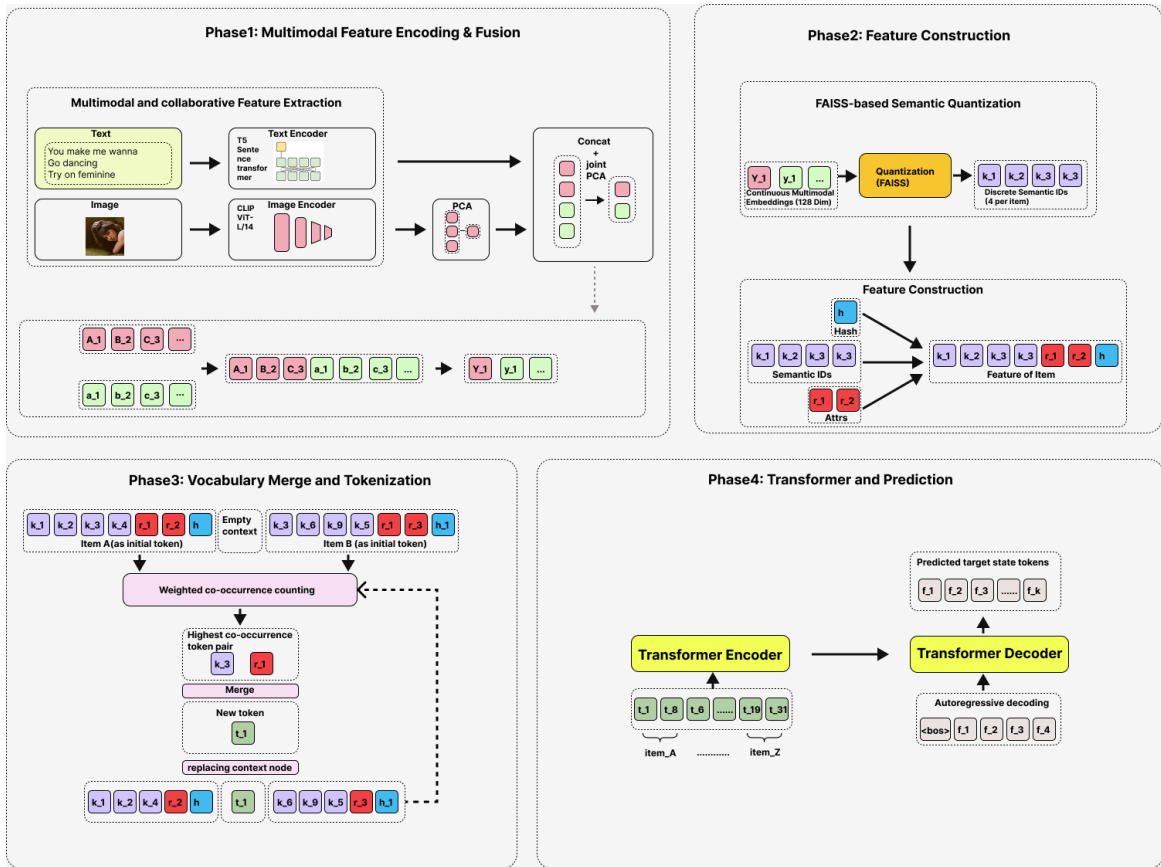 Phase1: Multimodal Feature Encoding & Fusion
Multimodal and collaborative Feature Extraction
Text
You make me wanna
Go dancing
Try on feminine
Text Encoder
T5
Sente
nce
transfor
mer
Image
Image Encoder
CLIP
ViT-
L/14
PCA
Concat
+
joint
PCA
A_1 B_2 C_3 ...
a_1 b_2 c_3 ...
A_1 B_2 C_3 a_1 b_2 c_3 ...
Y_1 y_1 ...
Phase2: Feature Construction
FAISS-based Semantic Quantization
Y_1 y_1 ...
Continuous Multimodal
Embeddings (128 Dim)
Quantization
(FAISS)
k_1 k_2 k_3 k_3
Discrete Semantic IDs
(4 per item)
Feature Construction
h
Hash
k_1 k_2 k_3 k_3
Semantic IDs
r_1 r_2
Attrs
k_1 k_2 k_3 k_3 r_1 r_2 h
Feature of Item
Phase3: Vocabulary Merge and Tokenization
k_1 k_2 k_3 k_4 r_1 r_2 h
Item A(as initial token)
Empty
context
k_3 k_6 k_9 k_5 r_1 r_3 h_1
Item B (as initial token)
Weighted co-occurrence counting
Highest co-occurrence
token pair
k_3 r_1
Merge
New token
t_1
replacing context node
k_1 k_2 k_4 r_2 h
t_1
k_6 k_9 k_5 r_3 h_1
Phase4: Transformer and Prediction
Predicted target state tokens
f_1 f_2 f_3 ...... f_k
Transformer Encoder
Transformer Decoder
t_1 t_8 t_6 ...... t_19 t_31
item_A ............ item_Z
Autoregressive decoding
<bos> f_1 f_2 f_3 f_4